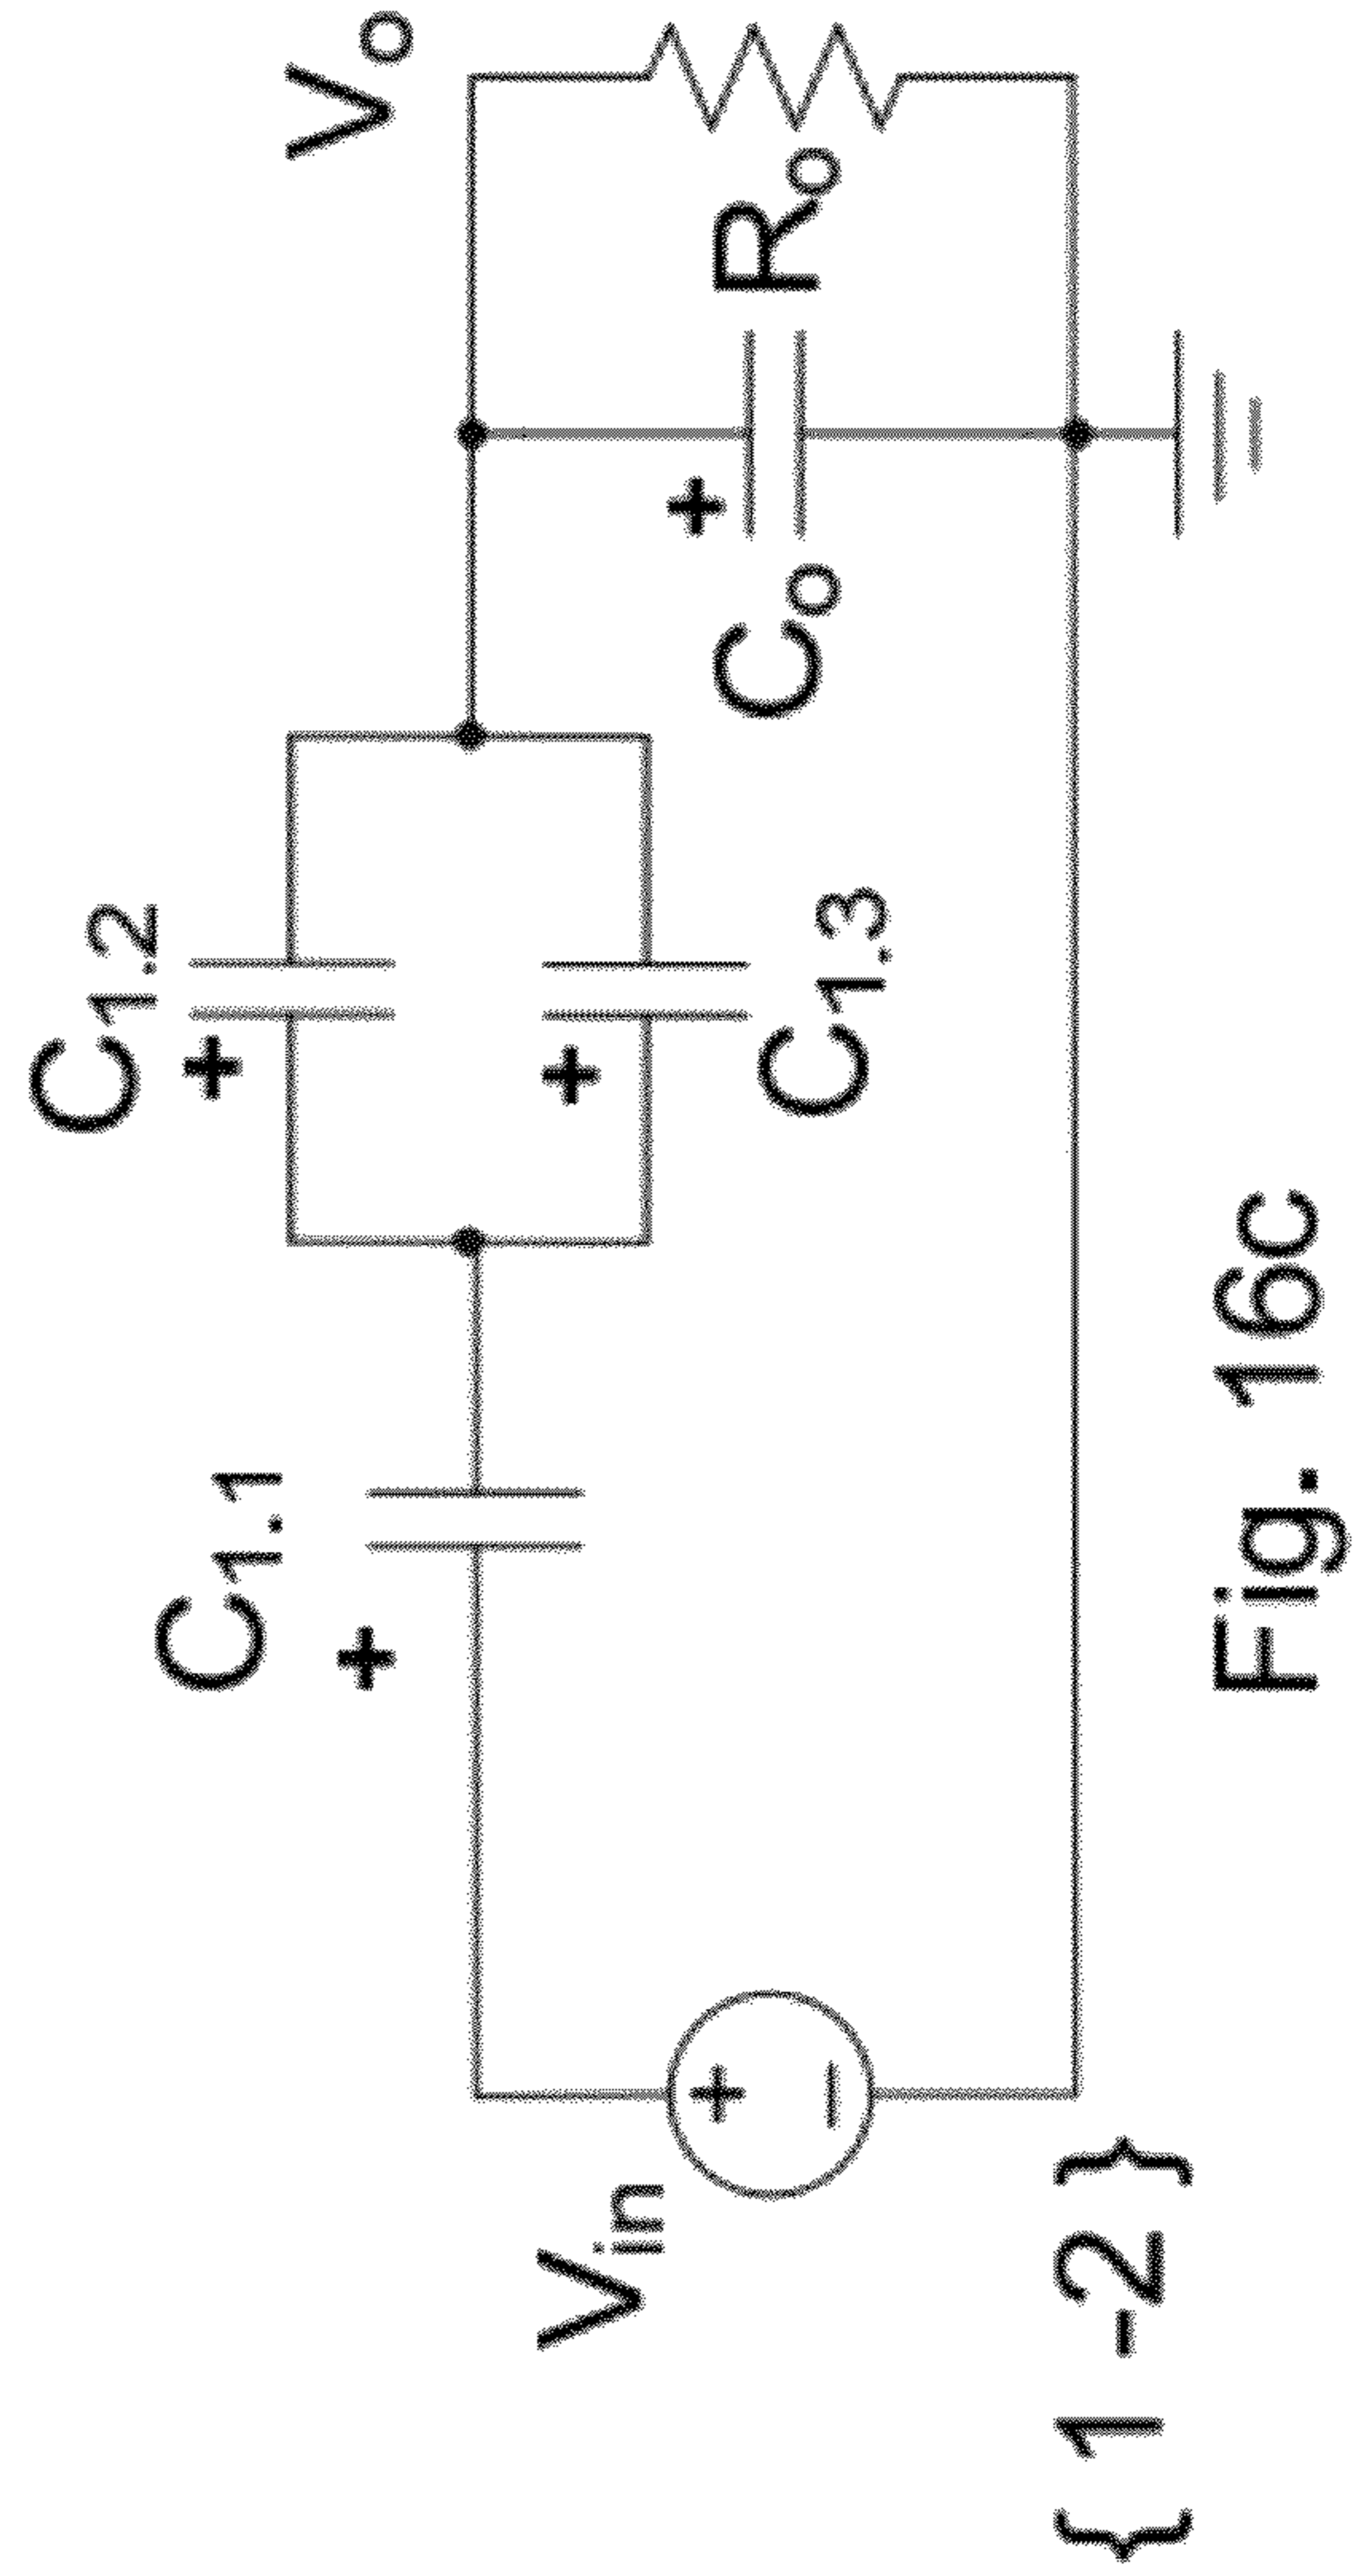 C1.2
Vo
C1.1
+
+
+
C1.3
+
Co
Ro
Vin
+
−
{ 1 -2 }
Fig. 16c